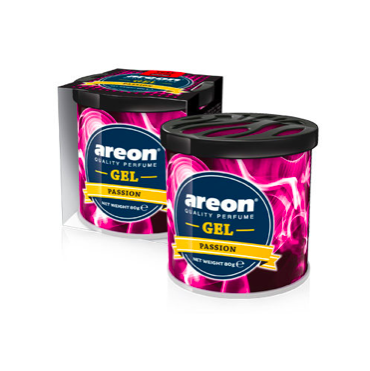 areon®
QUALITY PERFUME
GEL
PASSION
NET WEIGHT 80g ℮
areon®
QUALITY PERFUME
GEL
PASSION
NET WEIGHT 80g ℮